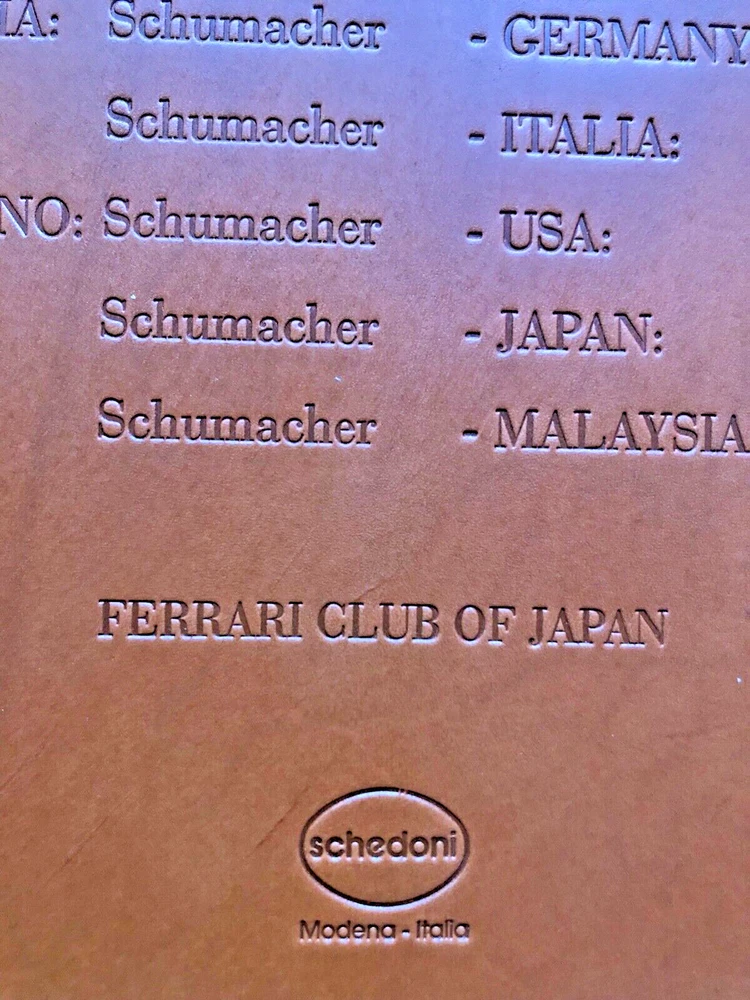 IA: Schumacher - GERMANY
Schumacher - ITALIA:
NO: Schumacher - USA:
Schumacher - JAPAN:
Schumacher - MALAYSIA
FERRARI CLUB OF JAPAN
schedoni
Modena - Italia